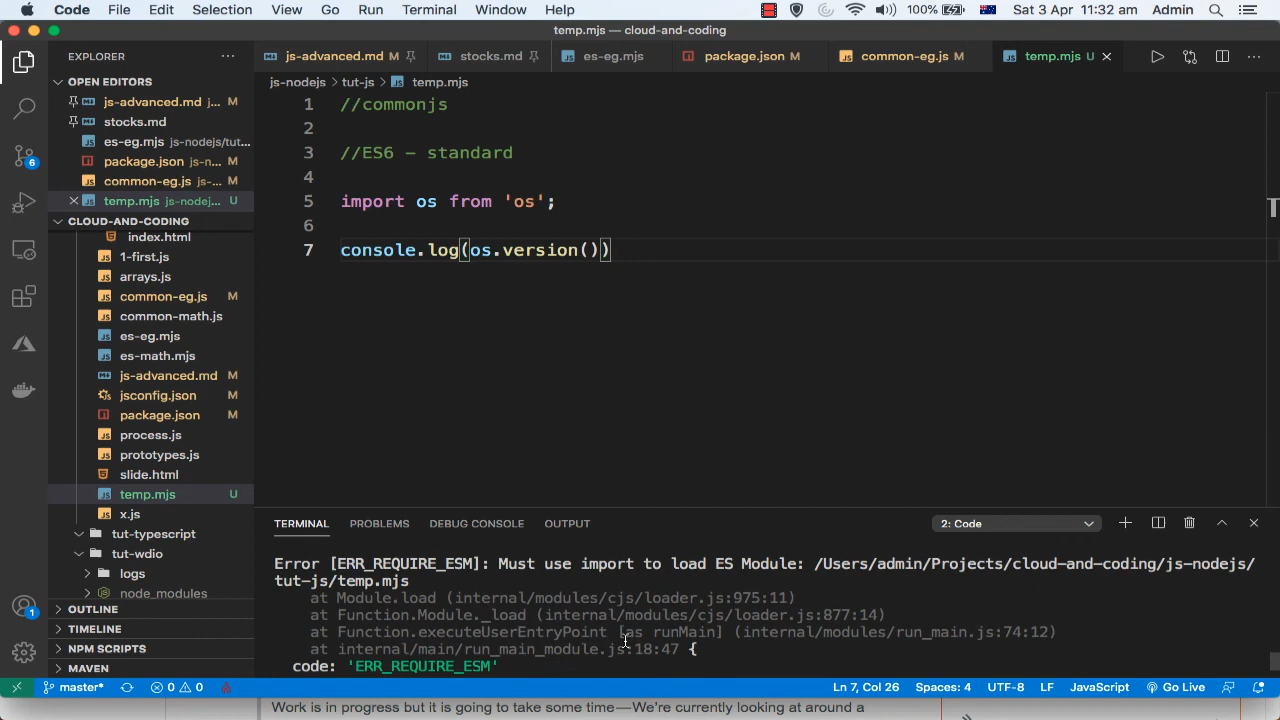 Code File Edit Selection View Go Run Terminal Window Help 100% Sat 3 Apr 11:32 am Admin
temp.mjs — cloud-and-coding
EXPLORER
js-advanced.md M
stocks.md
es-eg.mjs
package.json M
common-eg.js M
temp.mjs U
js-nodejs > tut-js > temp.mjs
OPEN EDITORS
js-advanced.md ... M
stocks.md
es-eg.mjs js-nodejs/tut...
package.json js-n... M
common-eg.js js-... M
temp.mjs js-nodej... U
CLOUD-AND-CODING
index.html
1-first.js
arrays.js
common-eg.js M
common-math.js
es-eg.mjs
es-math.mjs
js-advanced.md M
jsconfig.json M
package.json M
process.js
prototypes.js
slide.html
temp.mjs U
x.js
tut-typescript
tut-wdio
logs
node_modules
OUTLINE
TIMELINE
NPM SCRIPTS
MAVEN
6
1
1 //commonjs
2
3 //ES6 - standard
4
5 import os from 'os';
6
7 console.log(os.version())
TERMINAL PROBLEMS DEBUG CONSOLE OUTPUT 2: Code
Error [ERR_REQUIRE_ESM]: Must use import to load ES Module: /Users/admin/Projects/cloud-and-coding/js-nodejs/
tut-js/temp.mjs
at Module.load (internal/modules/cjs/loader.js:975:11)
at Function.Module._load (internal/modules/cjs/loader.js:877:14)
at Function.executeUserEntryPoint [as runMain] (internal/modules/run_main.js:74:12)
at internal/main/run_main_module.js:18:47 {
code: 'ERR_REQUIRE_ESM'
master* 0 0 Ln 7, Col 26 Spaces: 4 UTF-8 LF JavaScript Go Live
Work is in progress but it is going to take some time—We're currently looking at around a